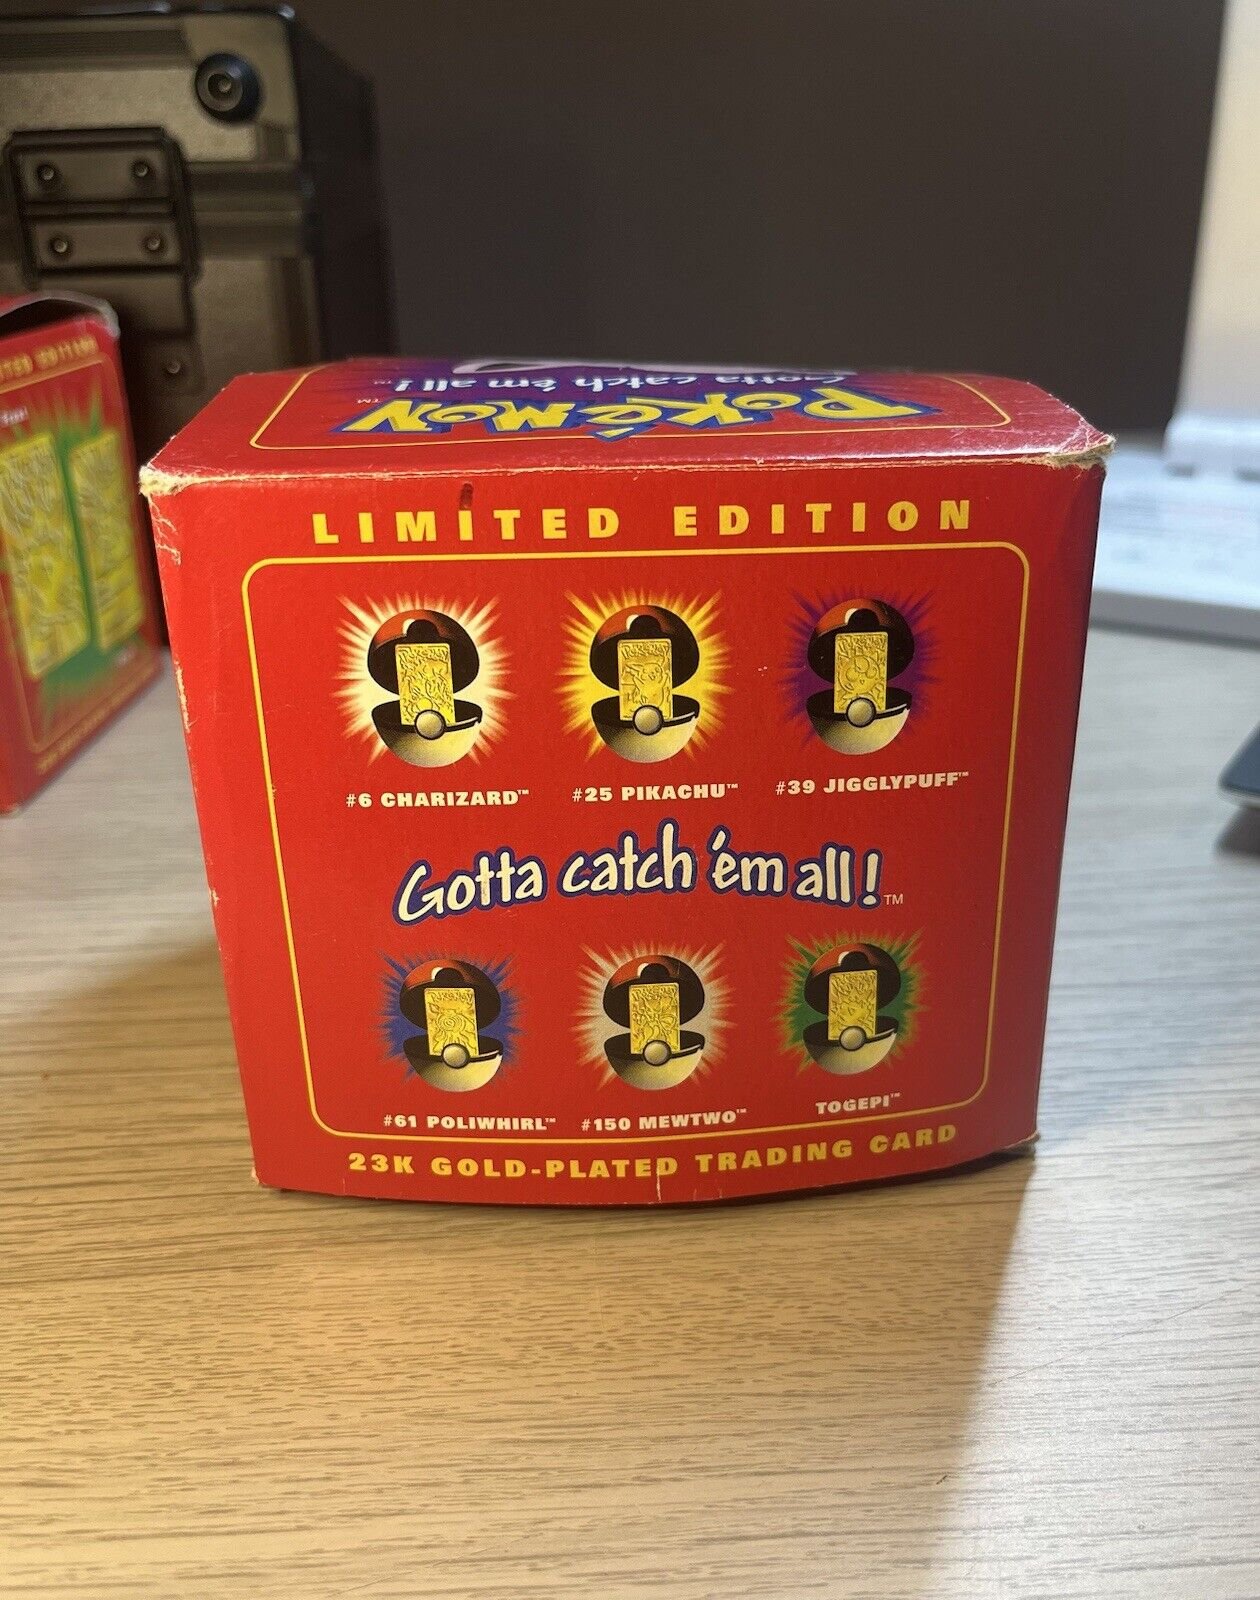 Gotta catch 'em all!™
POKéMON™
LIMITED EDITION
#6 CHARIZARD™
#25 PIKACHU™
#39 JIGGLYPUFF™
Gotta catch 'em all!™
#61 POLIWHIRL™
#150 MEWTWO™
TOGEPI™
23K GOLD-PLATED TRADING CARD